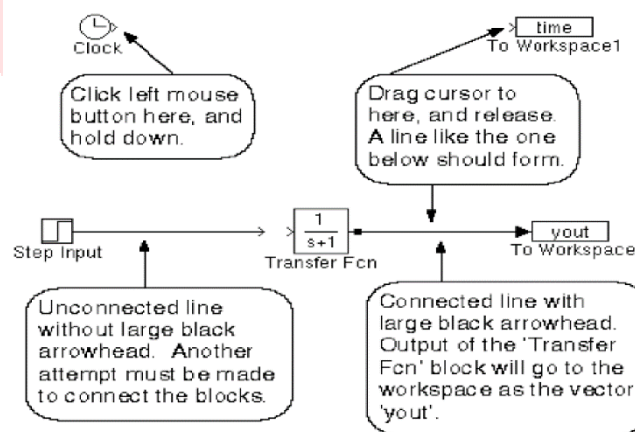 Clock
time
To Workspace1
Click left mouse
button here, and
hold down.
Drag cursor to
here, and release.
A line like the one
below should form.
Step Input
1
s+1
Transfer Fcn
yout
To Workspace
Unconnected line
without large black
arrowhead. Another
attempt must be made
to connect the blocks.
Connected line with
large black arrowhead.
Output of the 'Transfer
Fcn' block will go to the
workspace as the vector
'yout'.